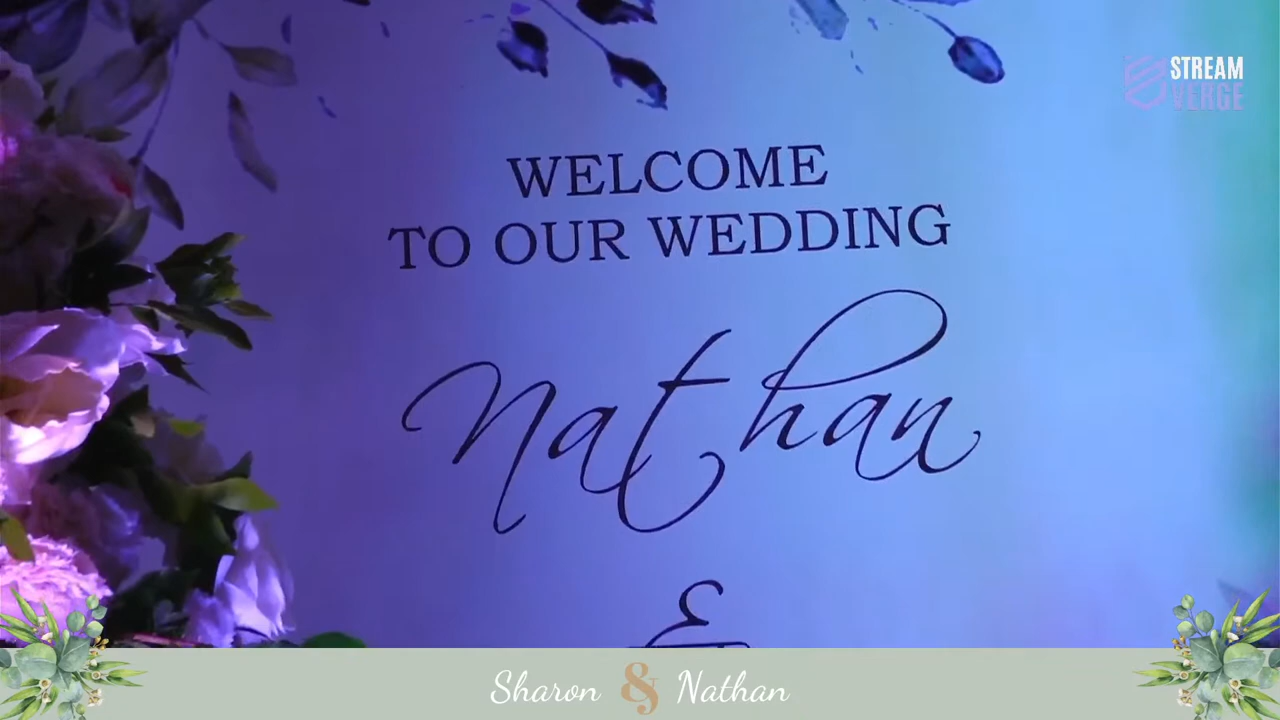 STREAM
VERGE
WELCOME
TO OUR WEDDING
Nathan
&
Sharon & Nathan